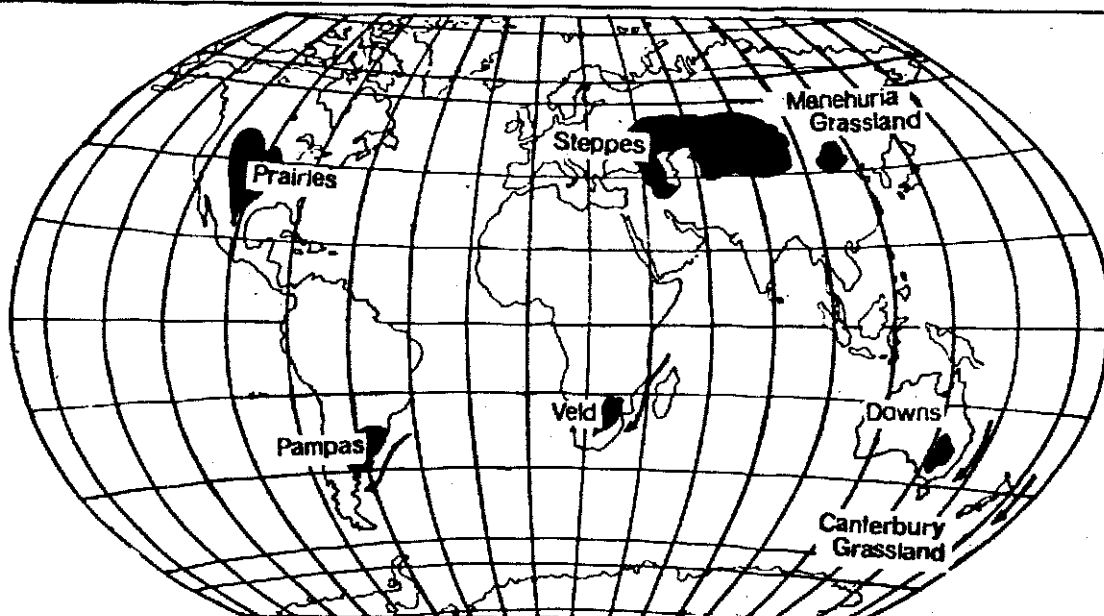 Manehuria
Grassland
Steppes
Prairies
Veld
Downs
Pampas
Canterbury
Grassland